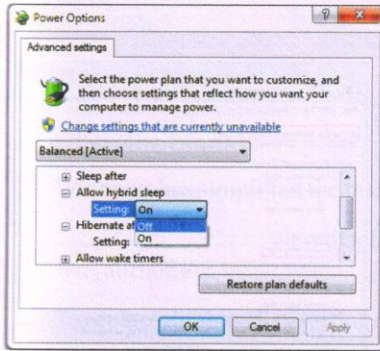 Power Options
Advanced settings
Select the power plan that you want to customize, and
then choose settings that reflect how you want your
computer to manage power.
Change settings that are currently unavailable
Balanced [Active]
Sleep after
Allow hybrid sleep
Setting: On
Hibernate af Off
Setting: On
Allow wake timers
Restore plan defaults
OK Cancel Apply